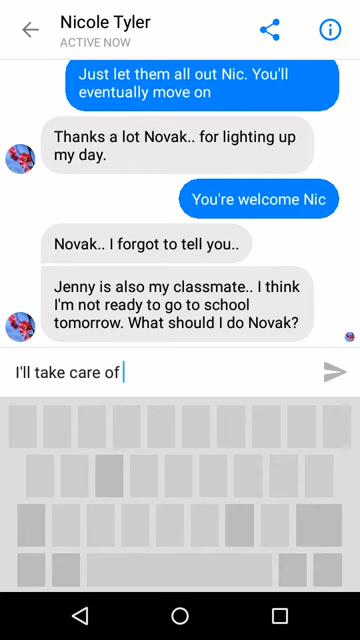 Nicole Tyler
ACTIVE NOW
Just let them all out Nic. You'll
eventually move on
Thanks a lot Novak.. for lighting up
my day.
You're welcome Nic
Novak.. I forgot to tell you..
Jenny is also my classmate.. I think
I'm not ready to go to school
tomorrow. What should I do Novak?
I'll take care of